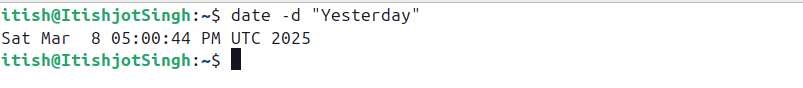 itish@ItishjotSingh:~$ date -d "Yesterday"
Sat Mar  8 05:00:44 PM UTC 2025
itish@ItishjotSingh:~$